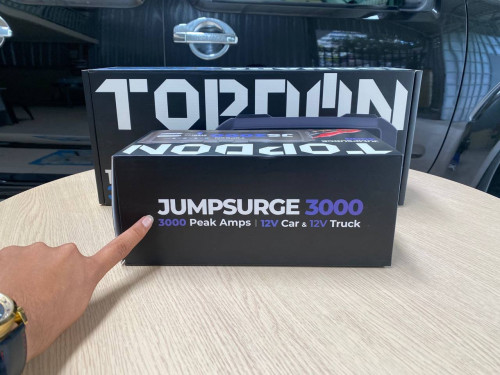 TOPDON
TOPDON
JUMPSURGE 3000
3000 Peak Amps | 12V Car & 12V Truck